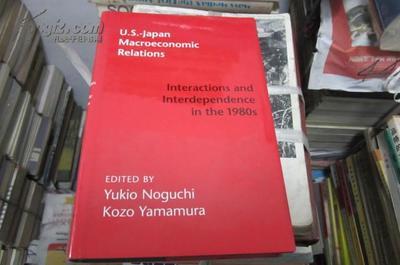 U.S.-Japan
Macroeconomic
Relations
Interactions and
Interdependence
in the 1980s
EDITED BY
Yukio Noguchi
Kozo Yamamura